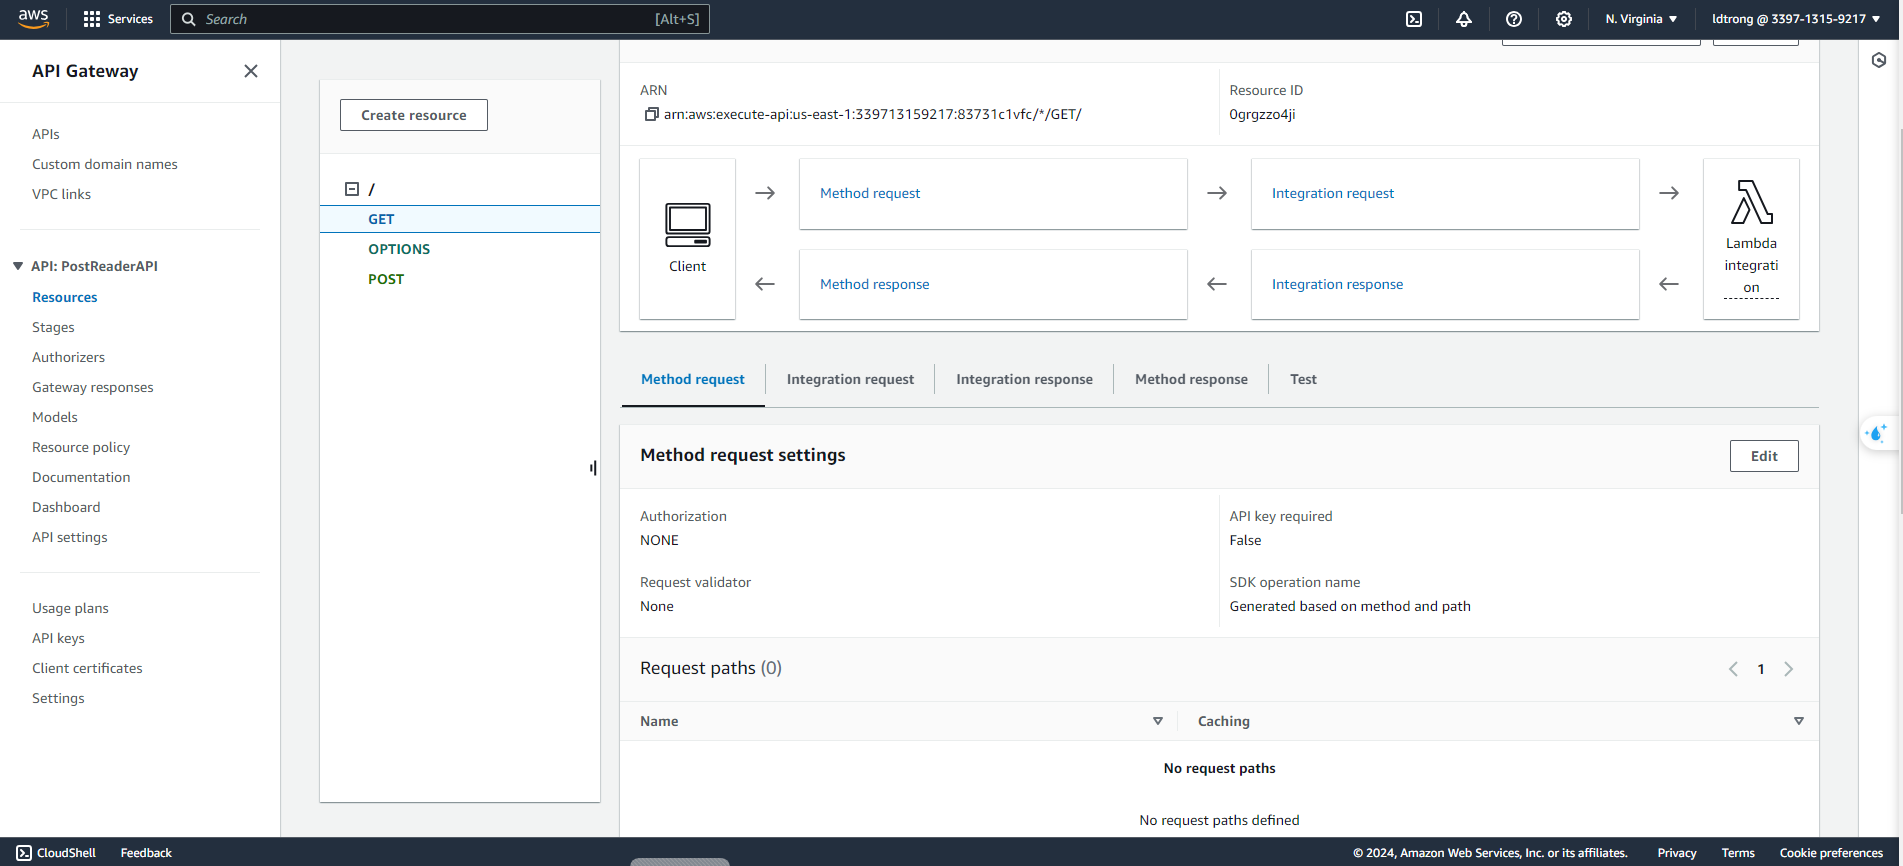 aws
Services
Search
[Alt+S]
N. Virginia
ldtrong @ 3397-1315-9217
API Gateway
APIs
Custom domain names
VPC links
API: PostReaderAPI
Resources
Stages
Authorizers
Gateway responses
Models
Resource policy
Documentation
Dashboard
API settings
Usage plans
API keys
Client certificates
Settings
Create resource
/
GET
OPTIONS
POST
ARN
arn:aws:execute-api:us-east-1:339713159217:83731c1vfc/*/GET/
Resource ID
0grgzzo4ji
Client
Method request
Integration request
Method response
Integration response
Lambda
integrati
on
Method request
Integration request
Integration response
Method response
Test
Method request settings
Edit
Authorization
NONE
API key required
False
Request validator
None
SDK operation name
Generated based on method and path
Request paths (0)
1
Name
Caching
No request paths
No request paths defined
CloudShell
Feedback
© 2024, Amazon Web Services, Inc. or its affiliates.
Privacy
Terms
Cookie preferences